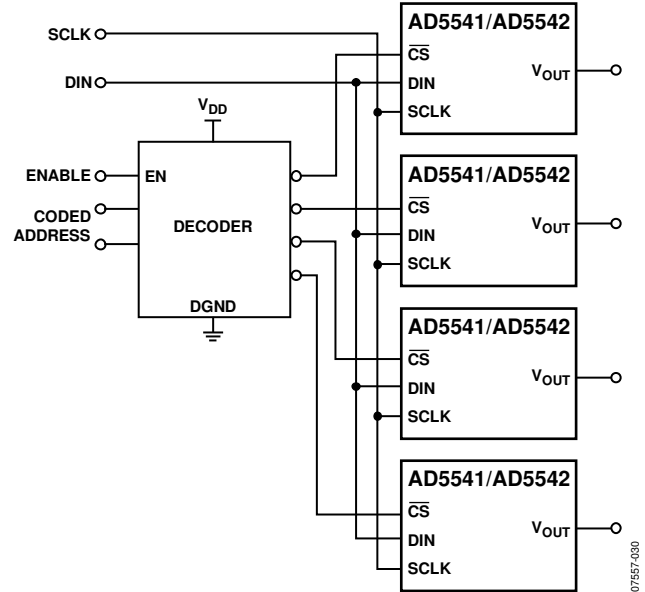 SCLK
DIN
VDD
ENABLE
EN
CODED
ADDRESS
DECODER
DGND
AD5541/AD5542
CS
DIN
SCLK
VOUT
AD5541/AD5542
CS
DIN
SCLK
VOUT
AD5541/AD5542
CS
DIN
SCLK
VOUT
AD5541/AD5542
CS
DIN
SCLK
VOUT
07557-030